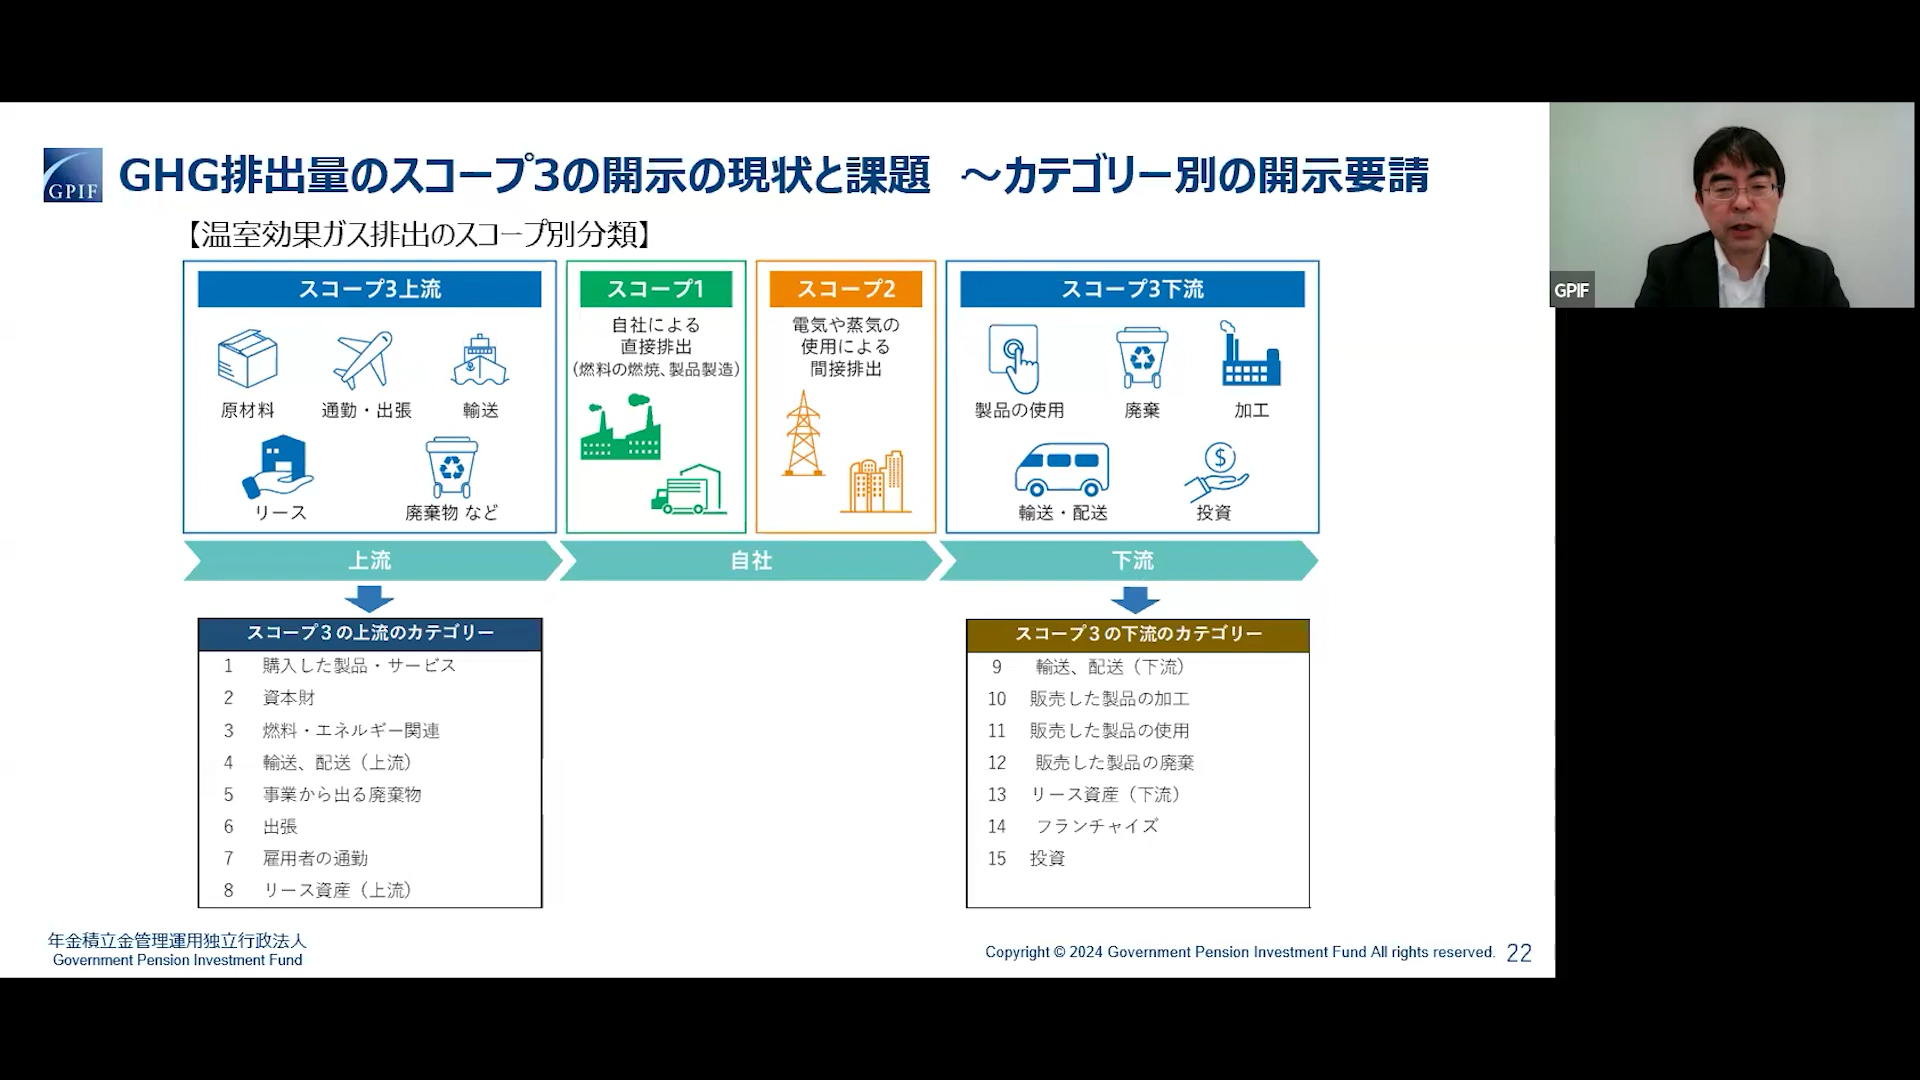 GPIF
GHG排出量のスコープ3の開示の現状と課題 ～カテゴリー別の開示要請
【温室効果ガス排出のスコープ別分類】
スコープ3上流
原材料
通勤・出張
輸送
リース
廃棄物 など
スコープ1
自社による
直接排出
(燃料の燃焼、製品製造)
スコープ2
電気や蒸気の
使用による
間接排出
スコープ3下流
製品の使用
廃棄
加工
輸送・配送
$
投資
上流
自社
下流
スコープ３の上流のカテゴリー
1 購入した製品・サービス
2 資本財
3 燃料・エネルギー関連
4 輸送、配送（上流）
5 事業から出る廃棄物
6 出張
7 雇用者の通勤
8 リース資産（上流）
スコープ３の下流のカテゴリー
9 輸送、配送（下流）
10 販売した製品の加工
11 販売した製品の使用
12 販売した製品の廃棄
13 リース資産（下流）
14 フランチャイズ
15 投資
年金積立金管理運用独立行政法人
Government Pension Investment Fund
Copyright © 2024 Government Pension Investment Fund All rights reserved. 22
GPIF